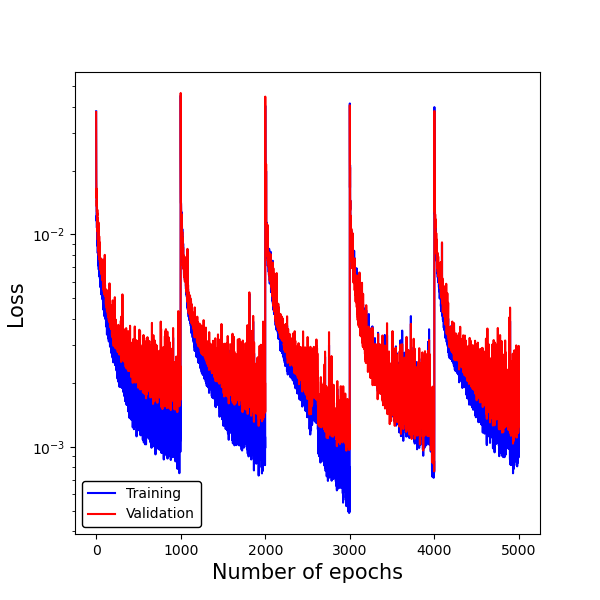 Loss
10⁻²
10⁻³
Training
Validation
0 1000 2000 3000 4000 5000
Number of epochs